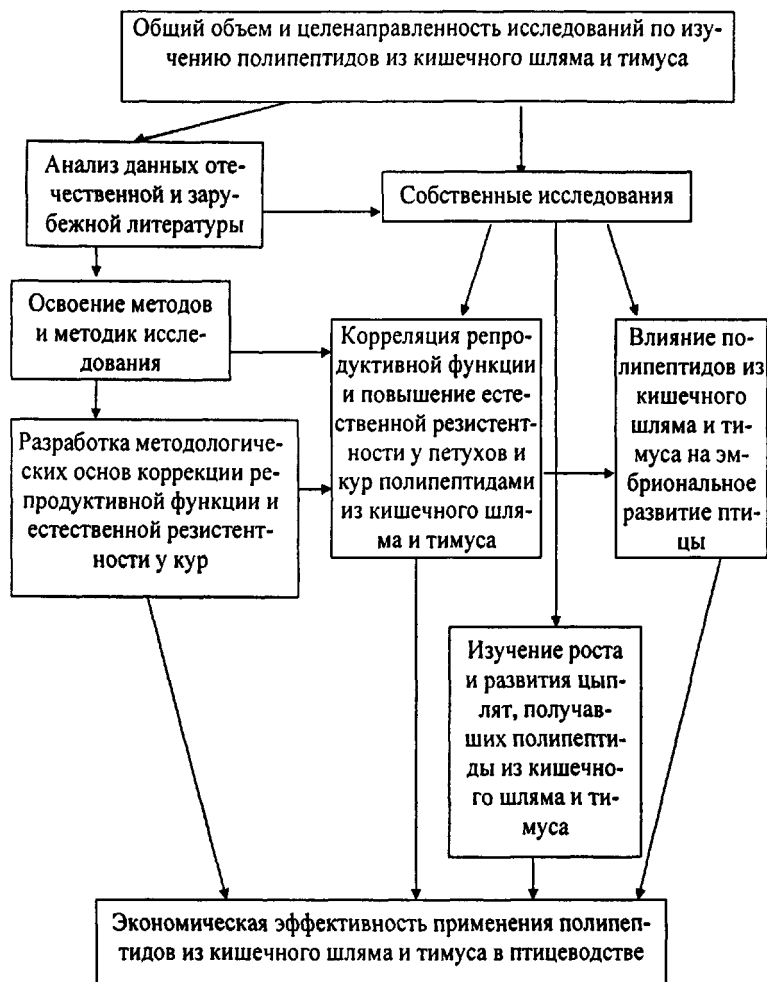 Общий объем и целенаправленность исследований по изу-
чению полипептидов из кишечного шляма и тимуса
Анализ данных оте-
чественной и зару-
бежной литературы
Собственные исследования
Освоение методов
и методик иссле-
дования
Корреляция репро-
дуктивной функции
и повышение есте-
ственной резистент-
ности у петухов и
кур полипептидами
из кишечного шля-
ма и тимуса
Влияние по-
липептидов из
кишечного
шляма и ти-
муса на эм-
бриональное
развитие пти-
цы
Разработка методологиче-
ских основ коррекции ре-
продуктивной функции и
естественной резистент-
ности у кур
Изучение роста
и развития цып-
лят, получав-
ших полипепти-
ды из кишечно-
го шляма и ти-
муса
Экономическая эффективность применения полипеп-
тидов из кишечного шляма и тимуса в птицеводстве